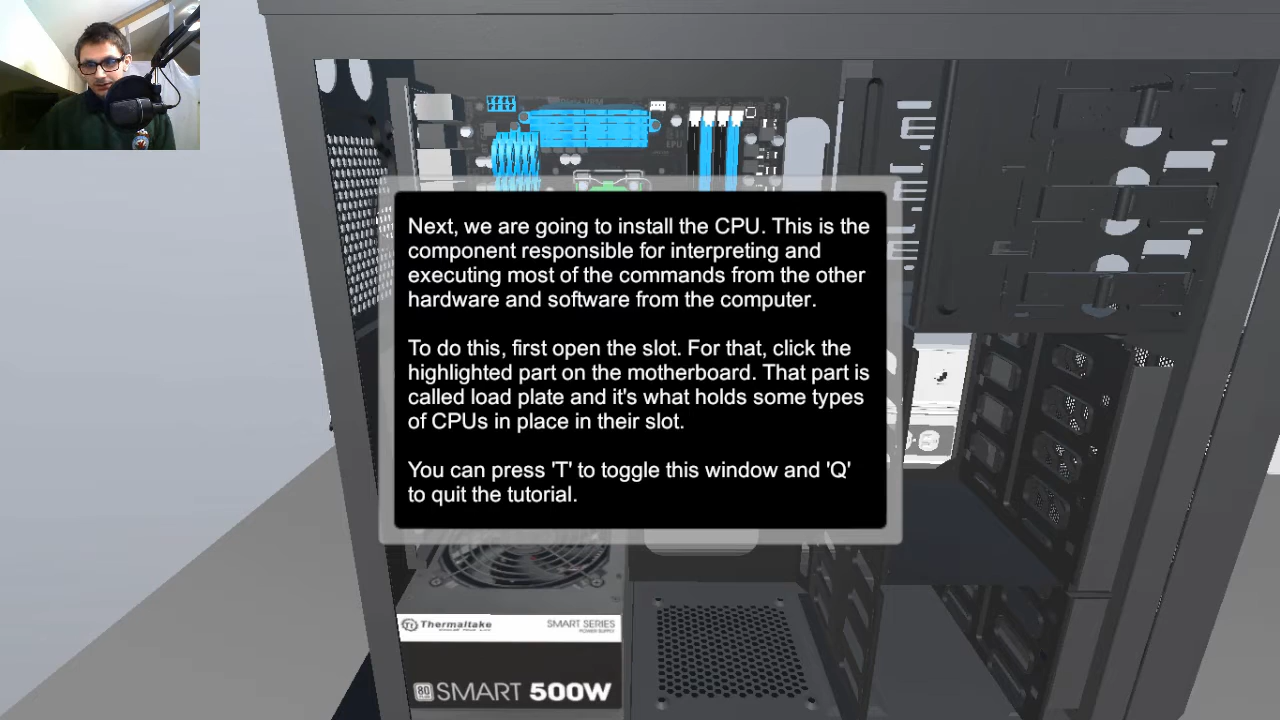 Next, we are going to install the CPU. This is the
component responsible for interpreting and
executing most of the commands from the other
hardware and software from the computer.
To do this, first open the slot. For that, click the
highlighted part on the motherboard. That part is
called load plate and it's what holds some types
of CPUs in place in their slot.
You can press 'T' to toggle this window and 'Q'
to quit the tutorial.
Tt Thermaltake SMART SERIES
POWER SUPPLY
80 SMART 500W